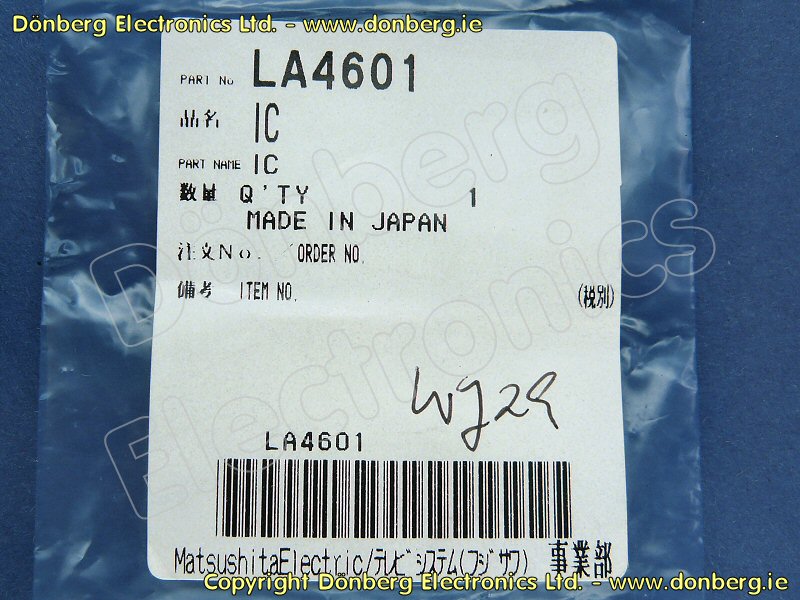 Dönberg Electronics Ltd. - www.donberg.ie
PART No LA4601
品名 IC
PART NAME IC
数量 Q'TY 1
MADE IN JAPAN
注文No. / ORDER NO.
備考 ITEM NO.
(税別)
Dönberg
Electronics
LA4601
MatsushitaElectric/テレビシステム(フジサワ) 事業部
Copyright Donberg Electronics Ltd. - www.donberg.ie